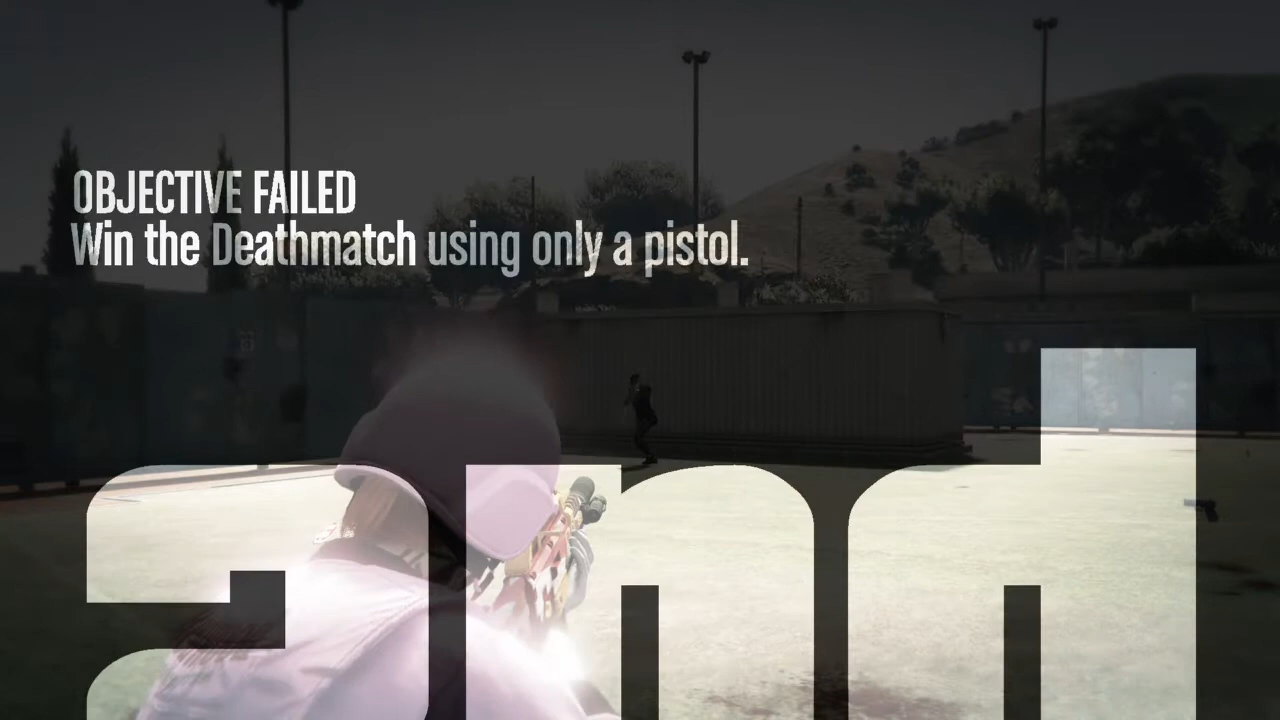 OBJECTIVE FAILED
Win the Deathmatch using only a pistol.
and